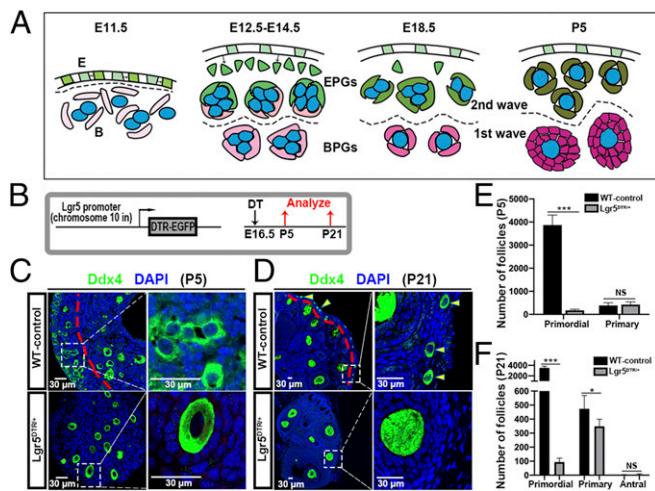 A
E11.5
E12.5-E14.5
E18.5
P5
E
B
EPGs
BPGs
2nd wave
1st wave
B
Lgr5 promoter
(chromosome 10 in)
DTR-EGFP
DT
Analyze
E16.5
P5
P21
C
Ddx4 DAPI (P5)
WT-control
30 µm
30 µm
Lgr5DTR/+
30 µm
30 µm
D
Ddx4 DAPI (P21)
WT-control
30 µm
30 µm
Lgr5DTR/+
30 µm
30 µm
E
Number of follicles (P5)
5000
4000
3000
2000
1000
0
WT-control
Lgr5DTR/+
***
NS
Primordial
Primary
F
Number of follicles (P21)
4000
2000
600
500
400
300
200
100
0
WT-control
Lgr5DTR/+
***
*
NS
Primordial
Primary
Antral